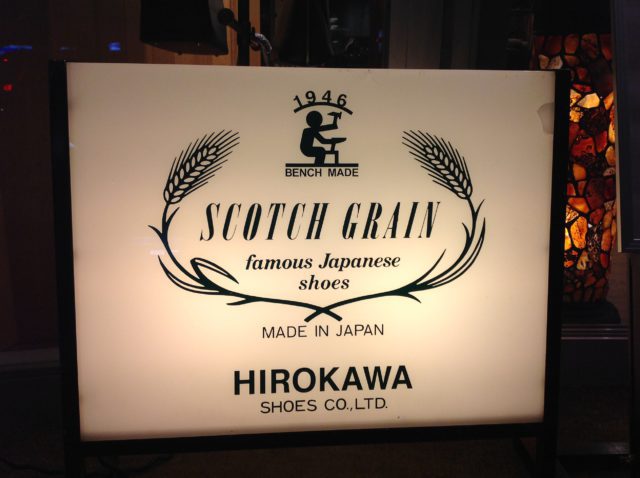 1946
BENCH MADE
SCOTCH GRAIN
famous Japanese
shoes
MADE IN JAPAN
HIROKAWA
SHOES CO.,LTD.